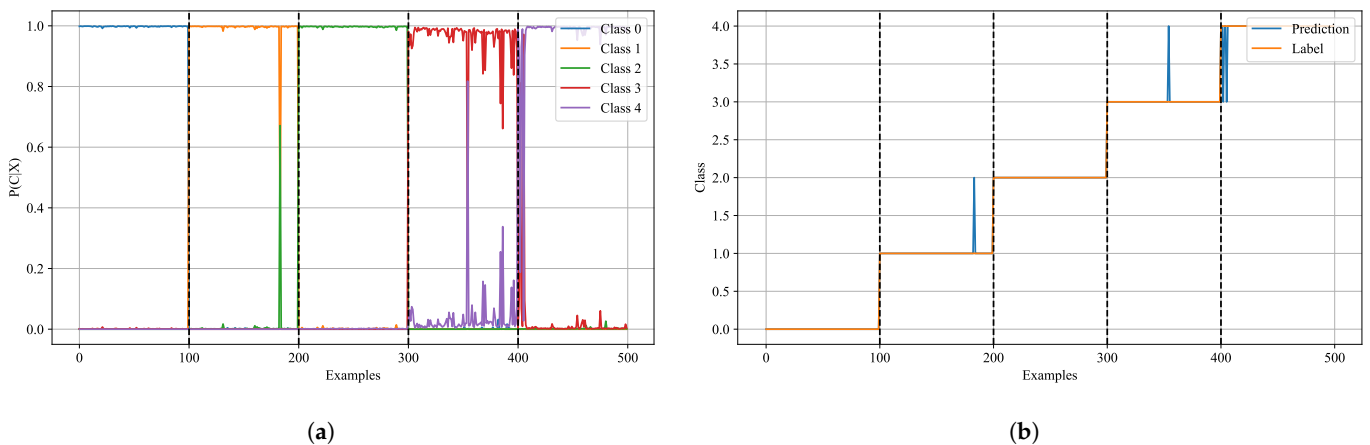 1.0
0.8
0.6
0.4
0.2
0.0
P(C|X)
0 100 200 300 400 500
Examples
Class 0
Class 1
Class 2
Class 3
Class 4
(a)
4.0
3.5
3.0
2.5
2.0
1.5
1.0
0.5
0.0
Class
0 100 200 300 400 500
Examples
Prediction
Label
(b)